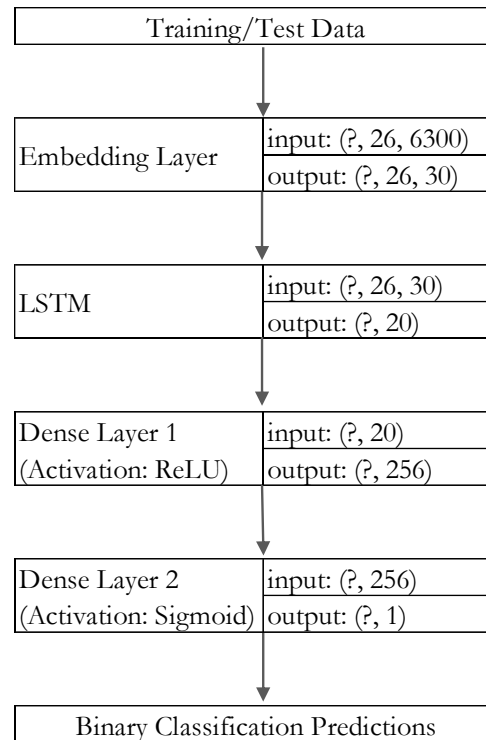 Training/Test Data
Embedding Layer
input: (?, 26, 6300)
output: (?, 26, 30)
LSTM
input: (?, 26, 30)
output: (?, 20)
Dense Layer 1
(Activation: ReLU)
input: (?, 20)
output: (?, 256)
Dense Layer 2
(Activation: Sigmoid)
input: (?, 256)
output: (?, 1)
Binary Classification Predictions